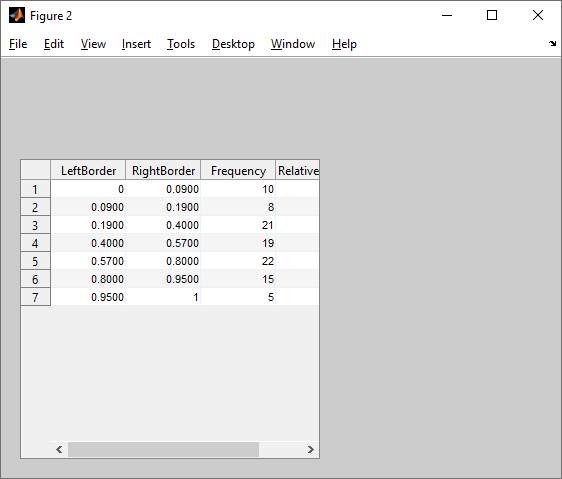 Figure 2
File Edit View Insert Tools Desktop Window Help
LeftBorder RightBorder Frequency Relative
1 0 0.0900 10
2 0.0900 0.1900 8
3 0.1900 0.4000 21
4 0.4000 0.5700 19
5 0.5700 0.8000 22
6 0.8000 0.9500 15
7 0.9500 1 5